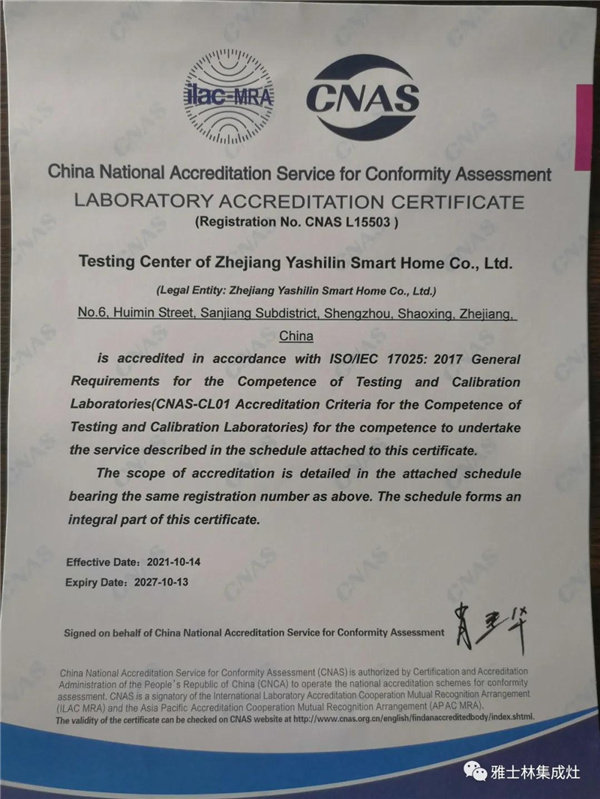 ilac-MRA
CNAS
China National Accreditation Service for Conformity Assessment
LABORATORY ACCREDITATION CERTIFICATE
(Registration No. CNAS L15503 )
Testing Center of Zhejiang Yashilin Smart Home Co., Ltd.
(Legal Entity: Zhejiang Yashilin Smart Home Co., Ltd.)
No.6, Huimin Street, Sanjiang Subdistrict, Shengzhou, Shaoxing, Zhejiang,
China
is accredited in accordance with ISO/IEC 17025: 2017 General
Requirements for the Competence of Testing and Calibration
Laboratories(CNAS-CL01 Accreditation Criteria for the Competence of
Testing and Calibration Laboratories) for the competence to undertake
the service described in the schedule attached to this certificate.
The scope of accreditation is detailed in the attached schedule
bearing the same registration number as above. The schedule forms an
integral part of this certificate.
Effective Date: 2021-10-14
Expiry Date: 2027-10-13
Signed on behalf of China National Accreditation Service for Conformity Assessment
China National Accreditation Service for Conformity Assessment (CNAS) is authorized by Certification and Accreditation
Administration of the People's Republic of China (CNCA) to operate the national accreditation schemes for conformity
assessment. CNAS is a signatory of the International Laboratory Accreditation Cooperation Mutual Recognition Arrangement
(ILAC MRA) and the Asia Pacific Accreditation Cooperation Mutual Recognition Arrangement (APAC MRA).
The validity of the certificate can be checked on CNAS website at http://www.cnas.org.cn/english/findanaccreditedbody/index.shtml.
雅士林集成灶